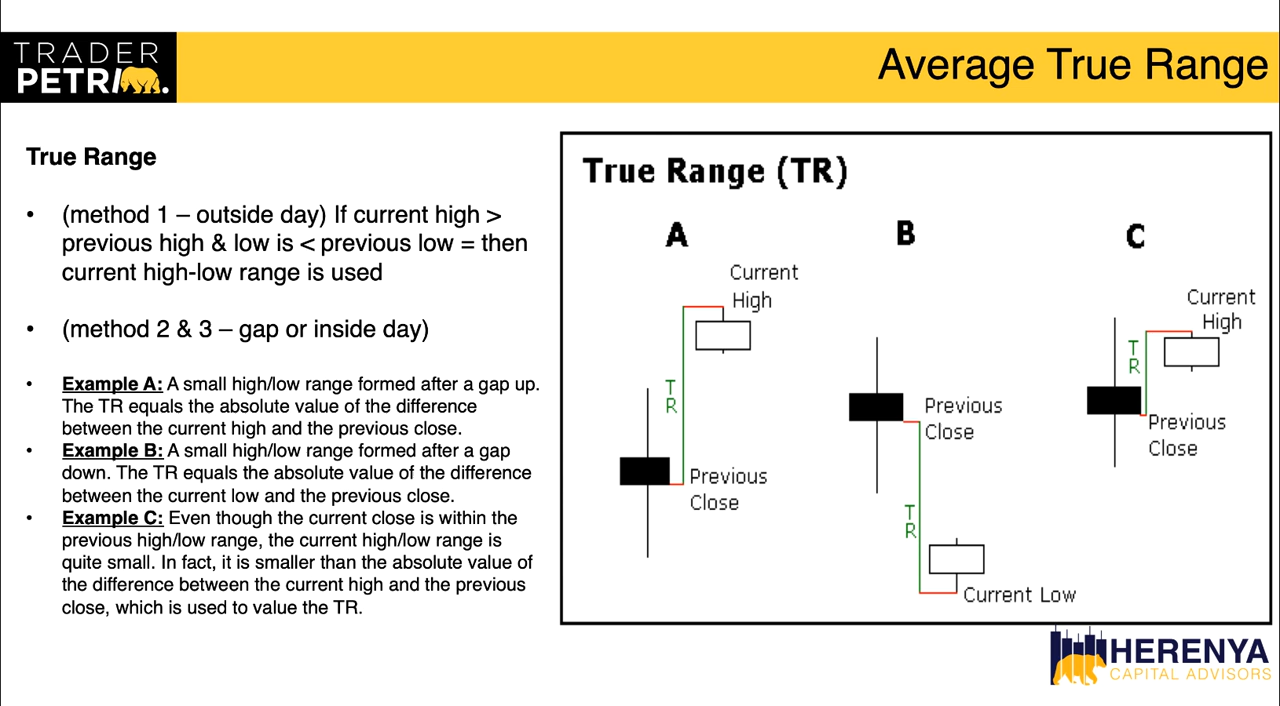 TRADER
PETRI.
Average True Range
True Range
• (method 1 – outside day) If current high >
previous high & low is < previous low = then
current high-low range is used
• (method 2 & 3 – gap or inside day)
• Example A: A small high/low range formed after a gap up.
The TR equals the absolute value of the difference
between the current high and the previous close.
• Example B: A small high/low range formed after a gap
down. The TR equals the absolute value of the difference
between the current low and the previous close.
• Example C: Even though the current close is within the
previous high/low range, the current high/low range is
quite small. In fact, it is smaller than the absolute value of
the difference between the current high and the previous
close, which is used to value the TR.
True Range (TR)
A
Current
High
T
R
Previous
Close
B
Previous
Close
T
R
Current Low
C
Current
High
T
R
Previous
Close
HERENYA
CAPITAL ADVISORS